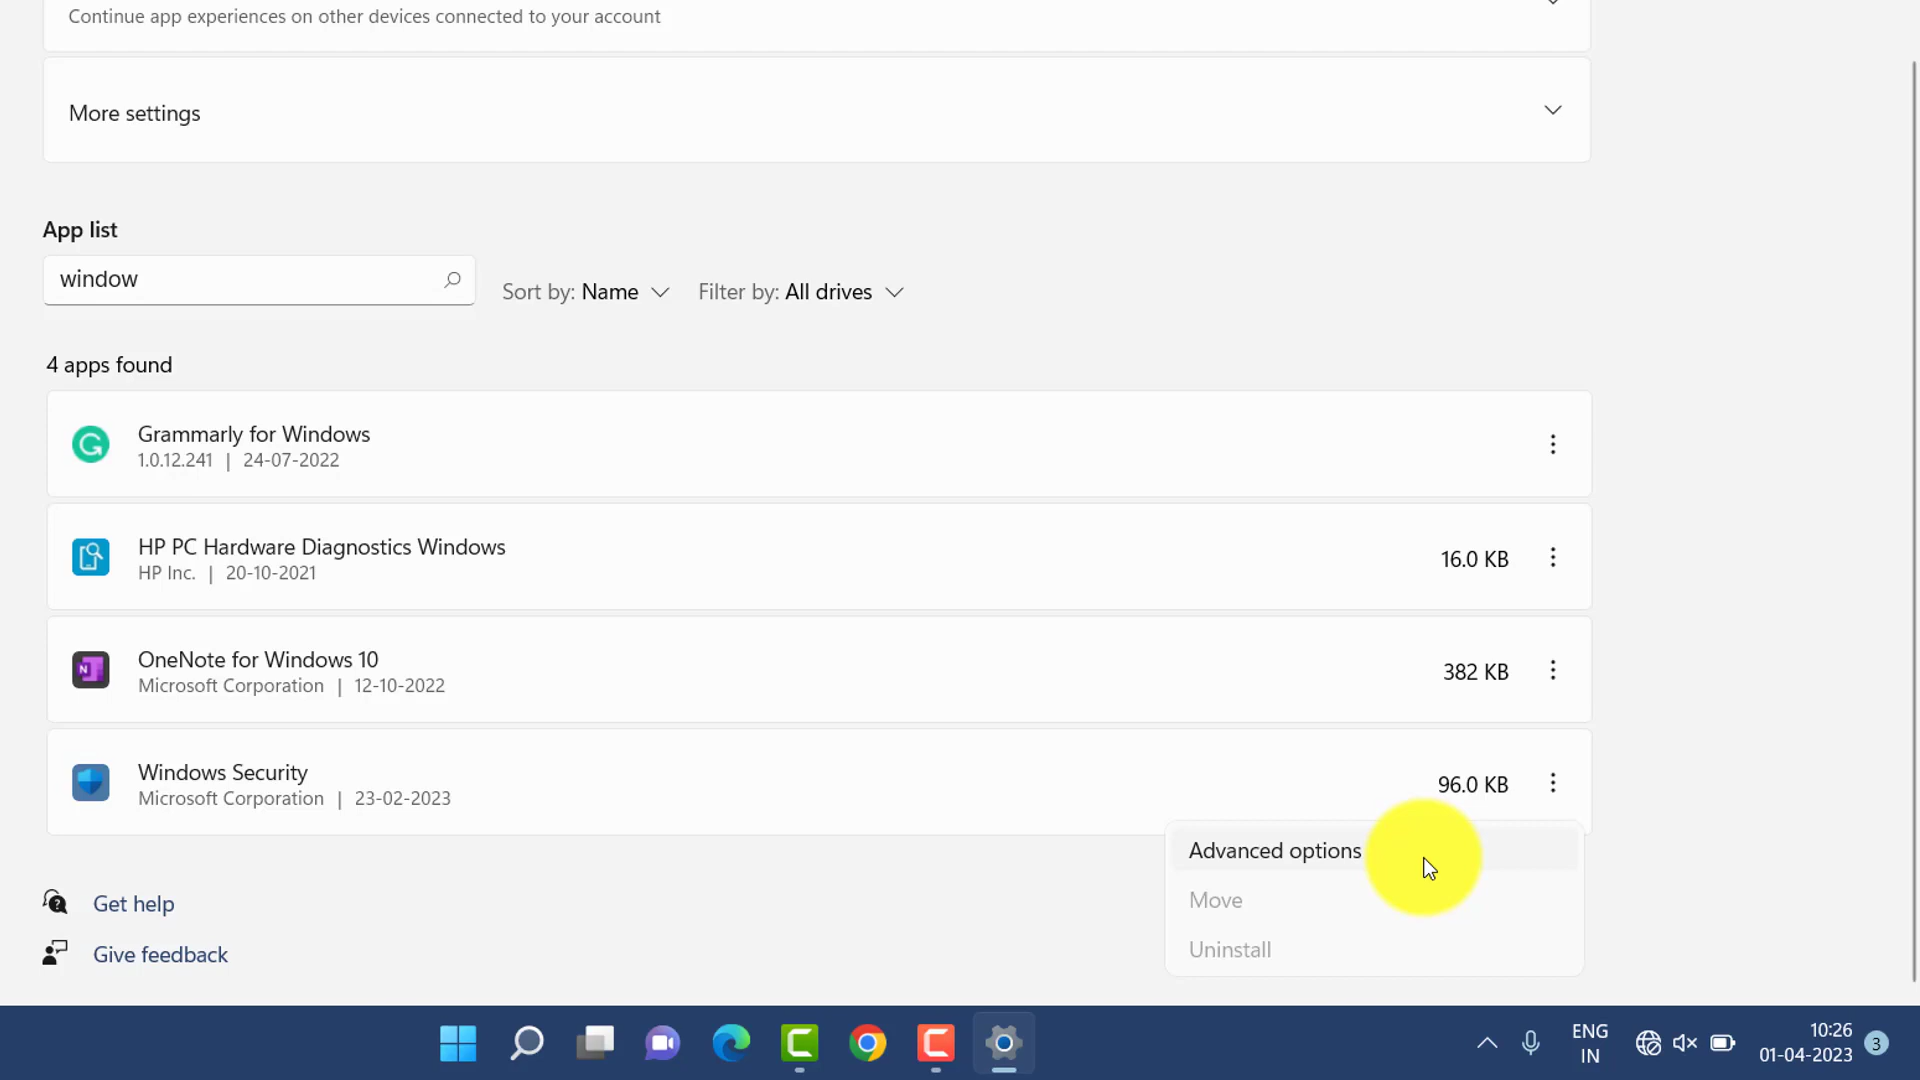 Continue app experiences on other devices connected to your account
More settings
App list
window
Sort by: Name Filter by: All drives
4 apps found
Grammarly for Windows
1.0.12.241 | 24-07-2022
HP PC Hardware Diagnostics Windows
HP Inc. | 20-10-2021
16.0 KB
OneNote for Windows 10
Microsoft Corporation | 12-10-2022
382 KB
Windows Security
Microsoft Corporation | 23-02-2023
96.0 KB
Advanced options
Move
Uninstall
Get help
Give feedback
ENG
IN
10:26
01-04-2023
3